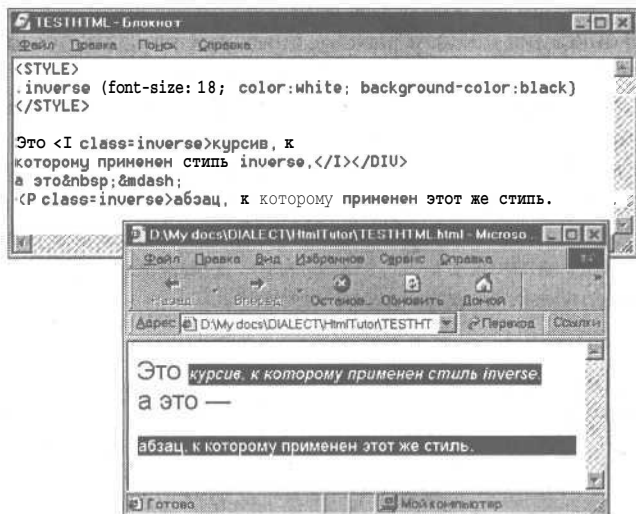 TESTHTML - Блокнот
Файл Правка Поиск Справка
<STYLE>
.inverse (font-size: 18; color:white; background-color:black}
</STYLE>
Это <I class=inverse>курсив, к
которому применен стипь inverse,</I></DIV>
а это&nbsp;&mdash;
<P class=inverse>абзац, к которому применен этот же стипь.
D:\My docs\DIALECT\HtmlTutor\TESTHTML.html - Microso...
Файл Правка Вид Избранное Сервис Справка
Назад Вперед Останов... Обновить Домой
Адрес D:\My docs\DIALECT\HtmlTutor\TESTHT Переход Ссылки
Это курсив, к которому применен стиль inverse,
а это —
абзац, к которому применен этот же стиль.
Готово Мой компьютер